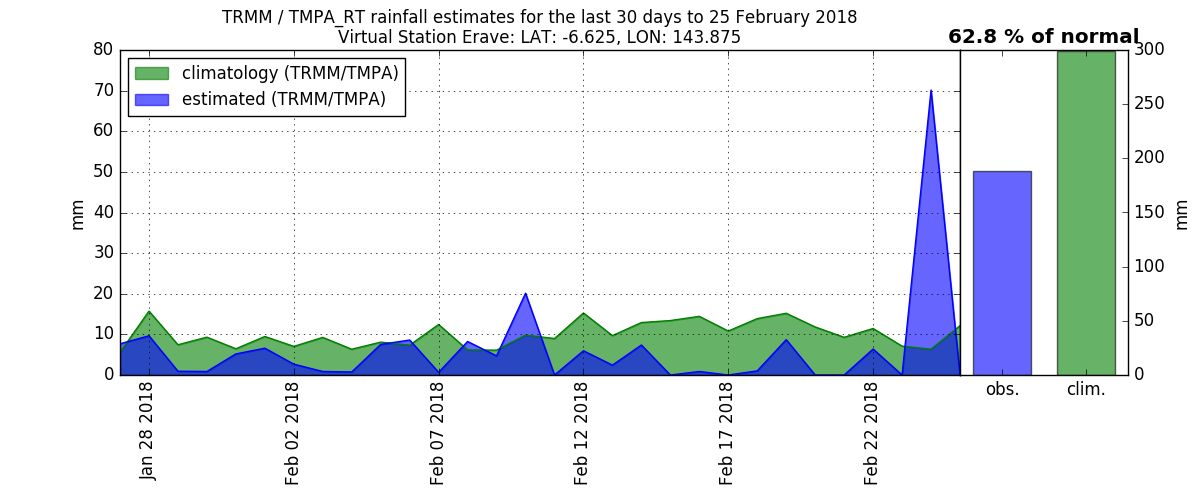 TRMM / TMPA_RT rainfall estimates for the last 30 days to 25 February 2018
Virtual Station Erave: LAT: -6.625, LON: 143.875
62.8 % of normal
climatology (TRMM/TMPA)
estimated (TRMM/TMPA)
80
70
60
50
40
30
20
10
0
mm
Jan 28 2018
Feb 02 2018
Feb 07 2018
Feb 12 2018
Feb 17 2018
Feb 22 2018
obs.
clim.
300
250
200
150
100
50
0
mm